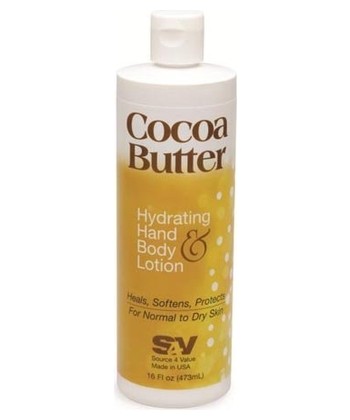 Cocoa
Butter
Hydrating
Hand &
Body
Lotion
Heals, Softens, Protects
For Normal to Dry Skin
S4V
Source 4 Value
Made in USA
16 Fl oz (473mL)